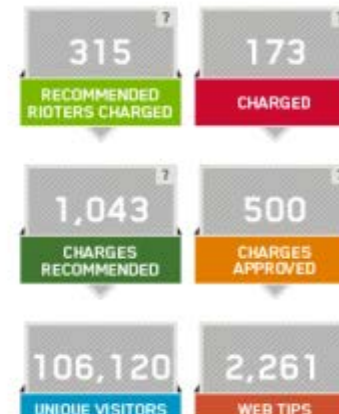 ?
315
RECOMMENDED
RIOTERS CHARGED
?
173
CHARGED
?
1,043
CHARGES
RECOMMENDED
?
500
CHARGES
APPROVED
106,120
UNIQUE VISITORS
2,261
WEB TIPS